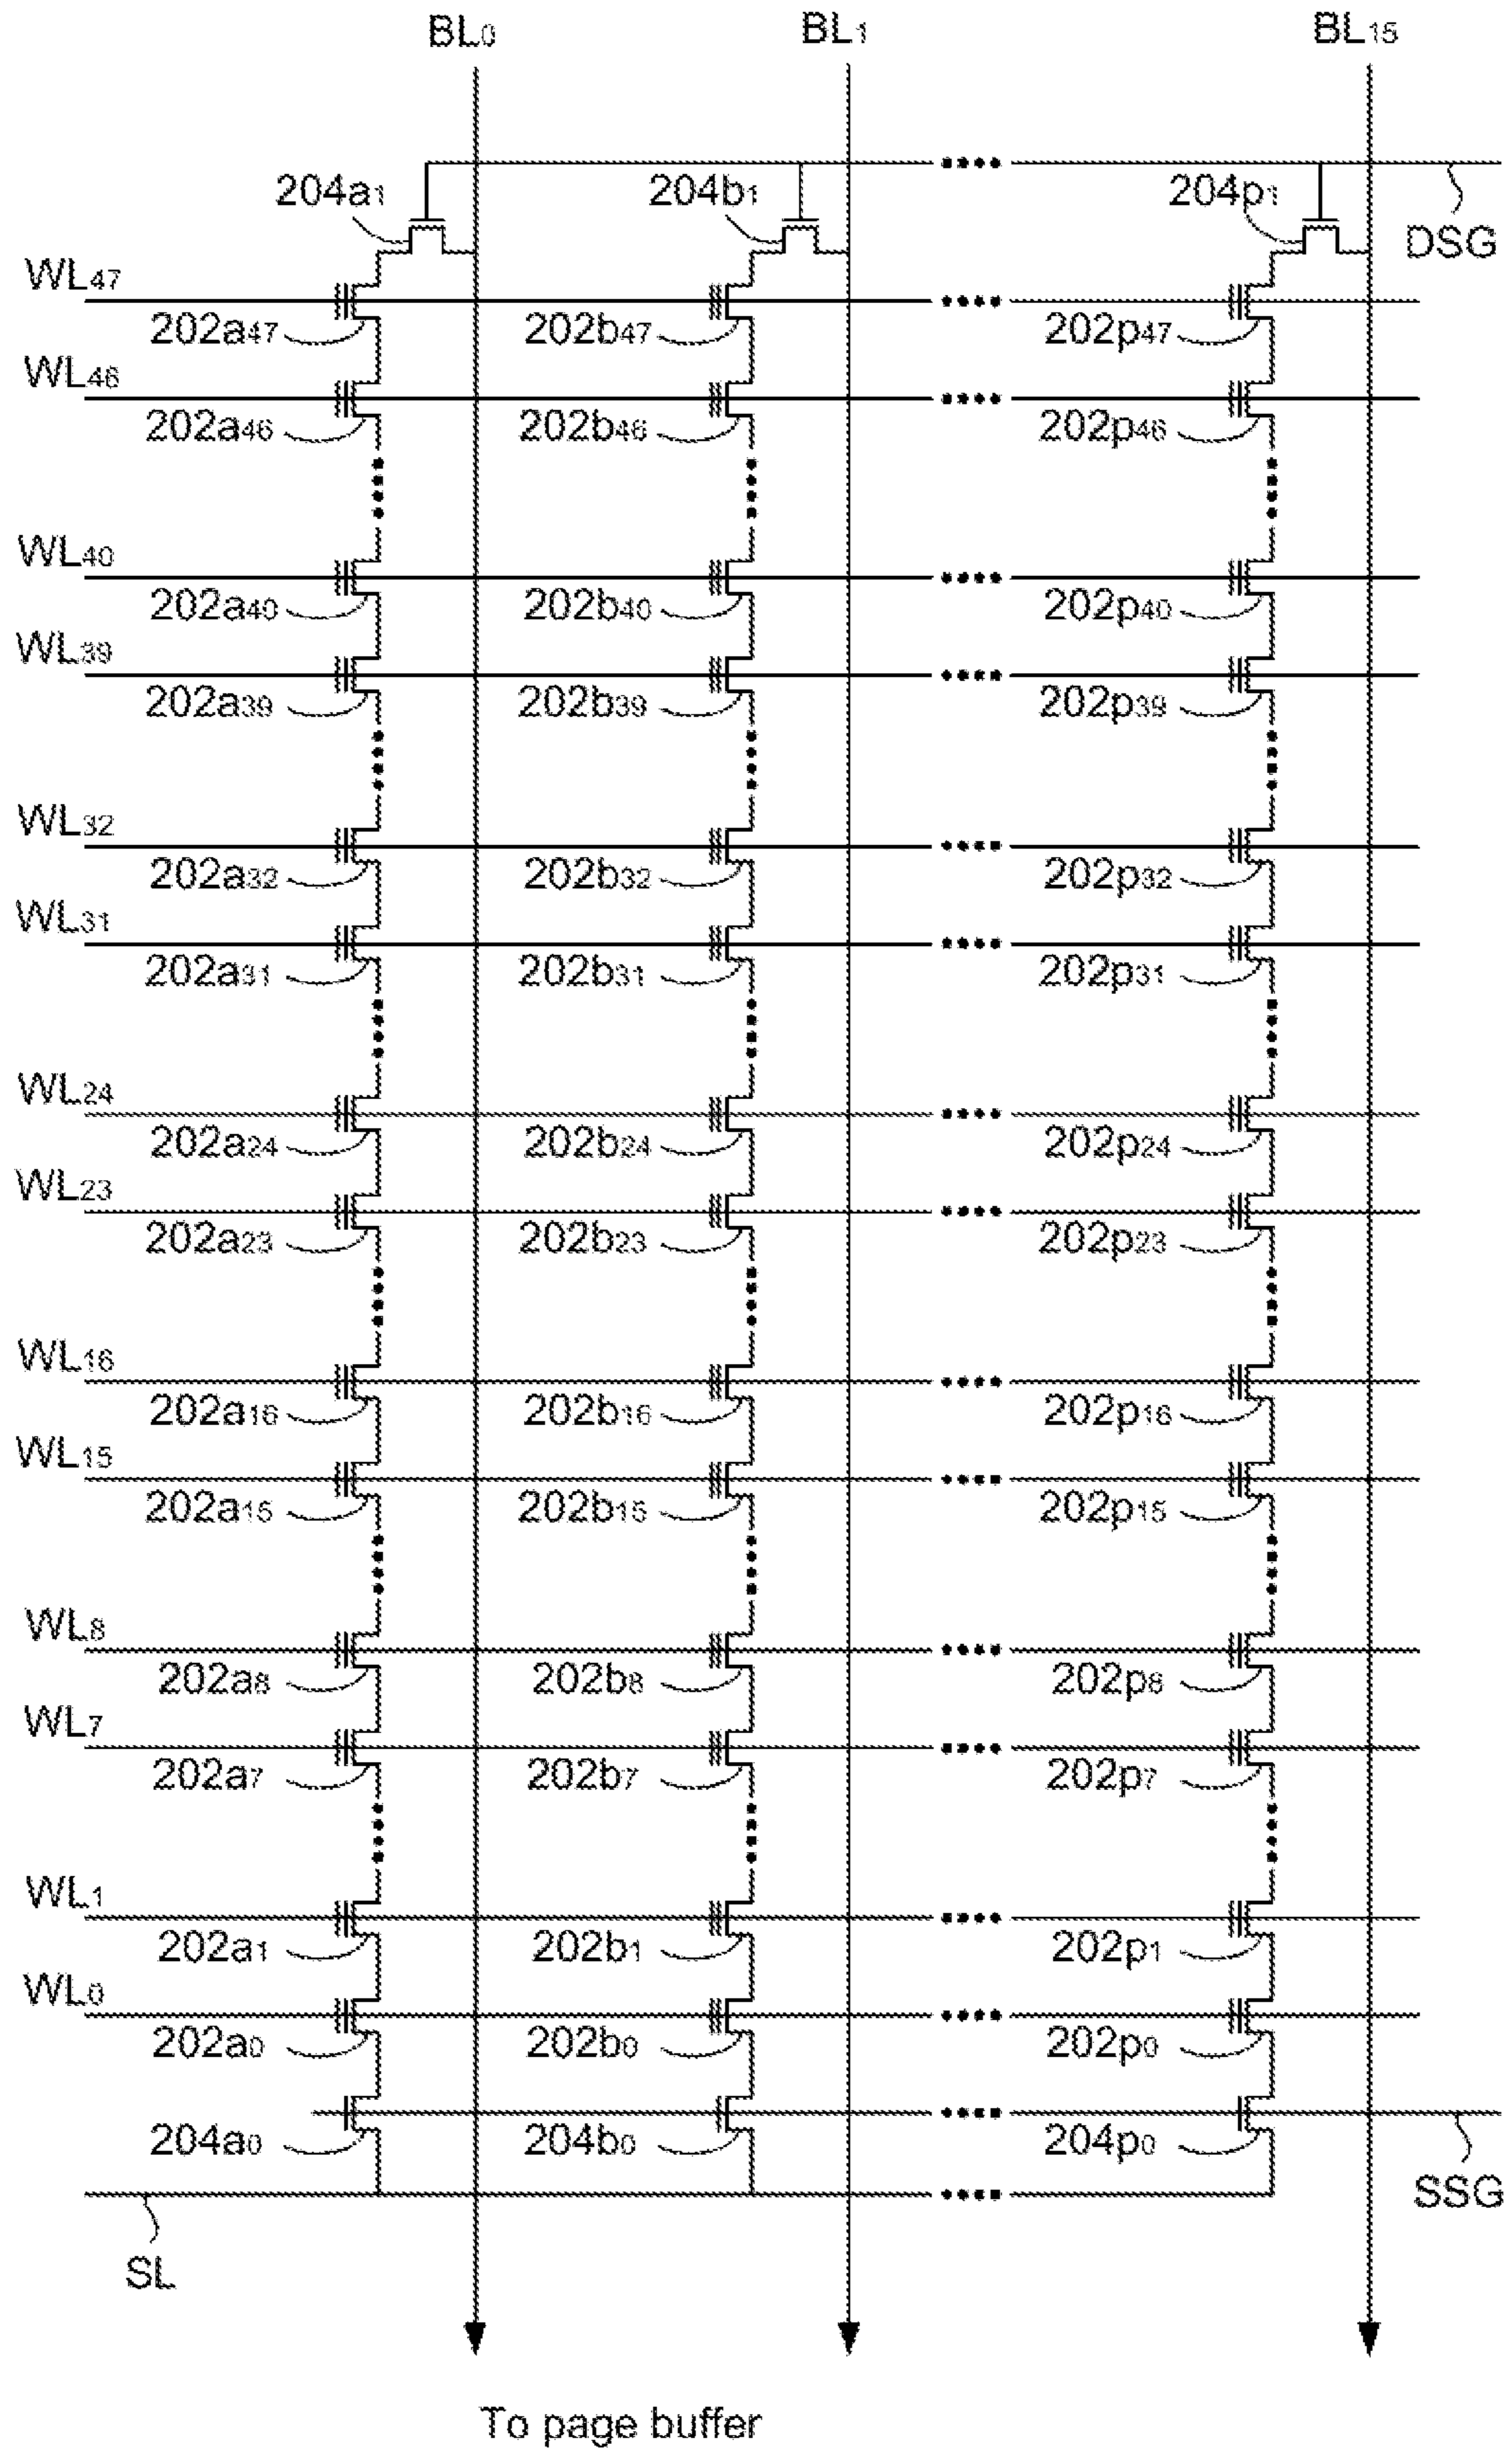 BL0 BL1 BL15
204a1 204b1 204p1
DSG
WL47
202a47 202b47 202p47
WL46
202a46 202b46 202p46
WL40
202a40 202b40 202p40
WL39
202a39 202b39 202p39
WL32
202a32 202b32 202p32
WL31
202a31 202b31 202p31
WL24
202a24 202b24 202p24
WL23
202a23 202b23 202p23
WL16
202a16 202b16 202p16
WL15
202a15 202b15 202p15
WL8
202a8 202b8 202p8
WL7
202a7 202b7 202p7
WL1
202a1 202b1 202p1
WL0
202a0 202b0 202p0
204a0 204b0 204p0
SSG
SL
To page buffer